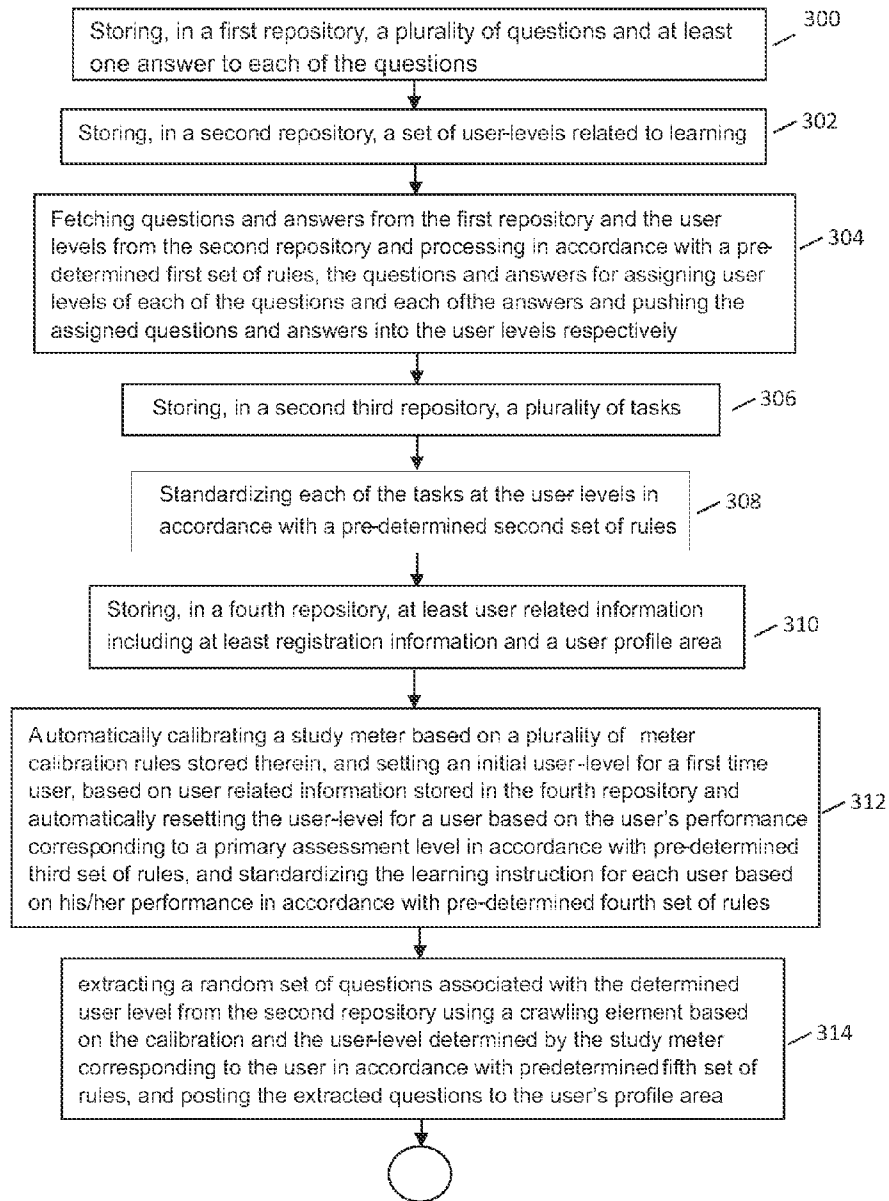 Storing, in a first repository, a plurality of questions and at least
one answer to each of the questions
300
Storing, in a second repository, a set of user-levels related to learning
302
Fetching questions and answers from the first repository and the user
levels from the second repository and processing in accordance with a pre-
determined first set of rules, the questions and answers for assigning user
levels of each of the questions and each ofthe answers and pushing the
assigned questions and answers into the user levels respectively
304
Storing, in a second third repository, a plurality of tasks
306
Standardizing each of the tasks at the user levels in
accordance with a pre-determined second set of rules
308
Storing, in a fourth repository, at least user related information
including at least registration information and a user profile area
310
Automatically calibrating a study meter based on a plurality of meter
calibration rules stored therein, and setting an initial user-level for a first time
user, based on user related information stored in the fourth repository and
automatically resetting the user-level for a user based on the user's performance
corresponding to a primary assessment level in accordance with pre-determined
third set of rules, and standardizing the learning instruction for each user based
on his/her performance in accordance with pre-determined fourth set of rules
312
extracting a random set of questions associated with the determined
user level from the second repository using a crawling element based
on the calibration and the user-level determined by the study meter
corresponding to the user in accordance with predetermined fifth set of
rules, and posting the extracted questions to the user's profile area
314